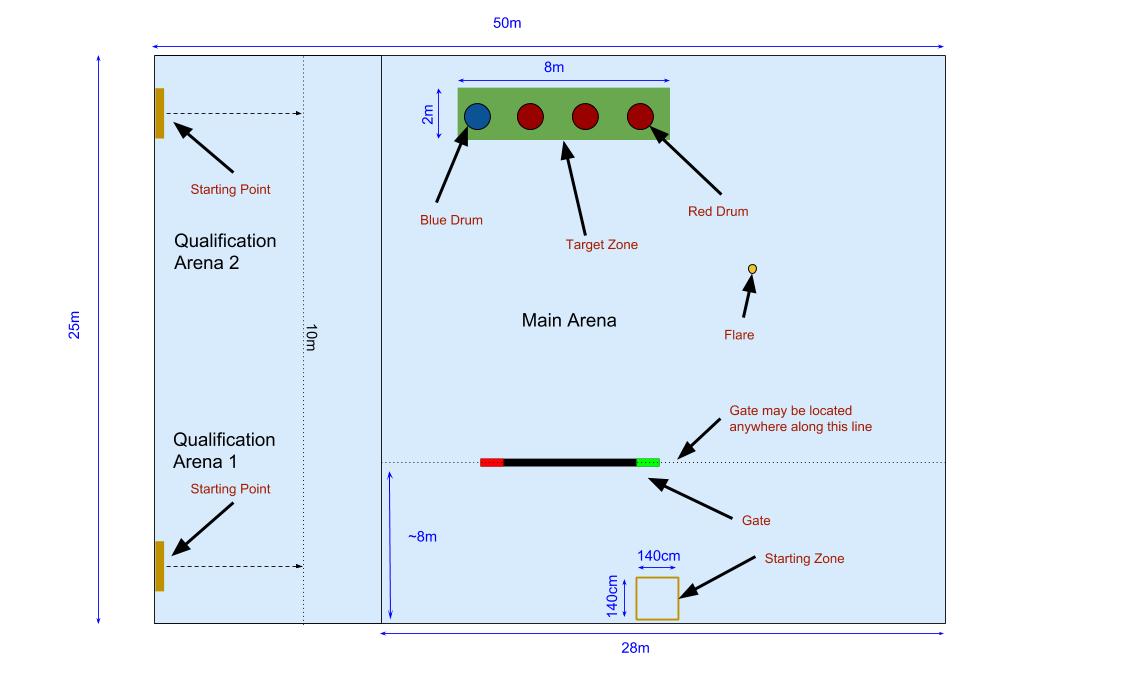 50m
8m
2m
Starting Point
Blue Drum
Red Drum
Target Zone
Qualification
Arena 2
25m
10m
Main Arena
Flare
Gate may be located
anywhere along this line
Qualification
Arena 1
Starting Point
~8m
Gate
140cm
Starting Zone
140cm
28m